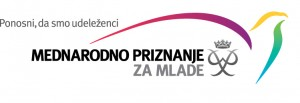 Ponosni, da smo udeleženci
MEDNARODNO PRIZNANJE
ZA MLADE